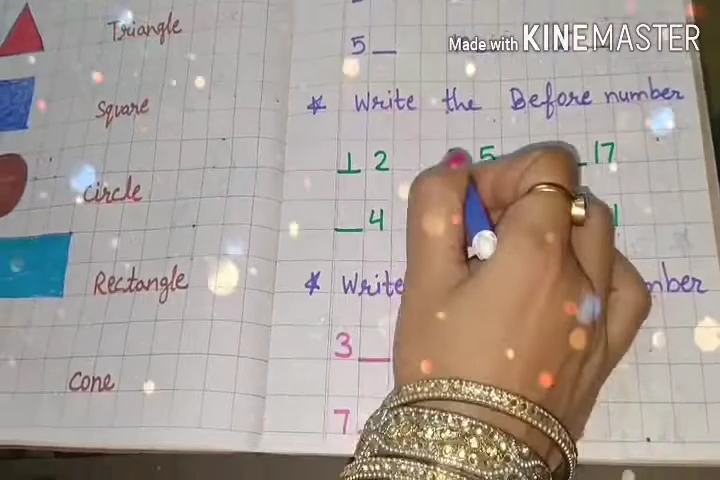 Triangle
Square
circle
Rectangle
Cone
5 _
Made with KINEMASTER
* Write the Before number
1 2 5 _ 17
_ 4
* Write mber
3 _
7